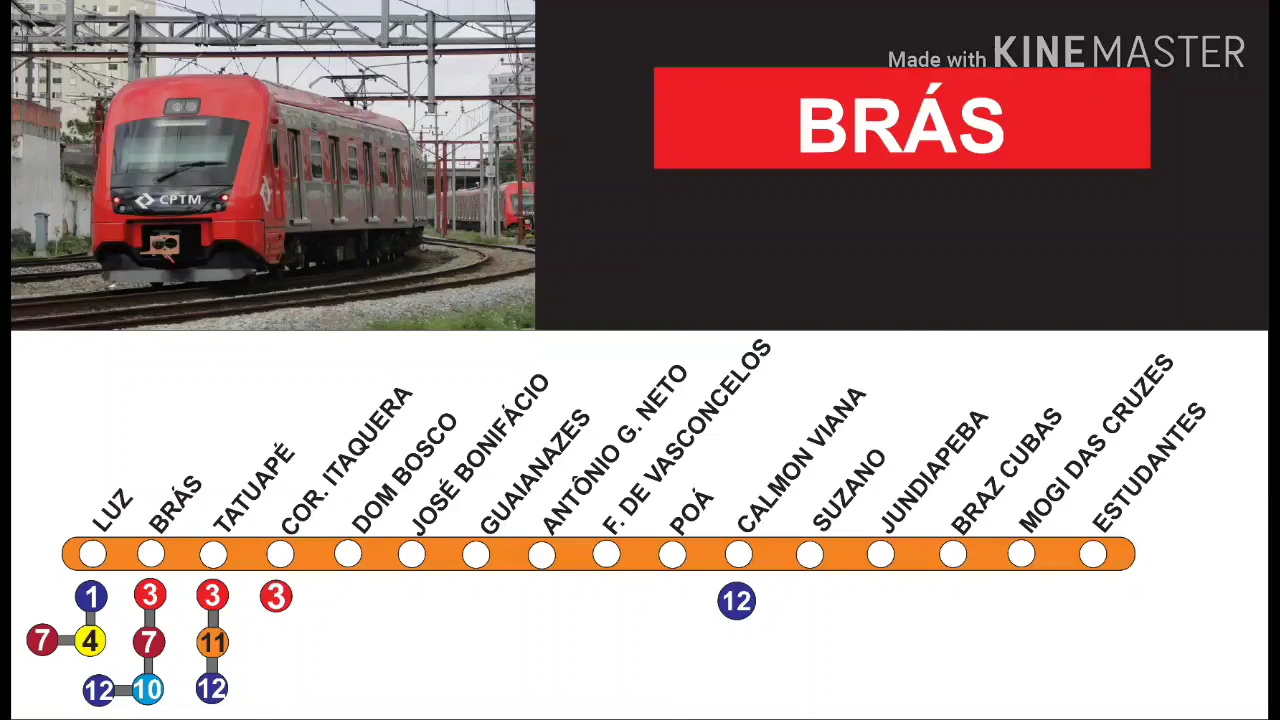 Made with KINEMASTER
BRÁS
CPTM
LUZ
BRÁS
TATUAPÉ
COR. ITAQUERA
DOM BOSCO
JOSÉ BONIFÁCIO
GUAIANAZES
ANTÔNIO G. NETO
F. DE VASCONCELOS
POÁ
CALMON VIANA
SUZANO
JUNDIAPEBA
BRAZ CUBAS
MOGI DAS CRUZES
ESTUDANTES
1 3 3 3 12
7 4 7 11
12 10 12